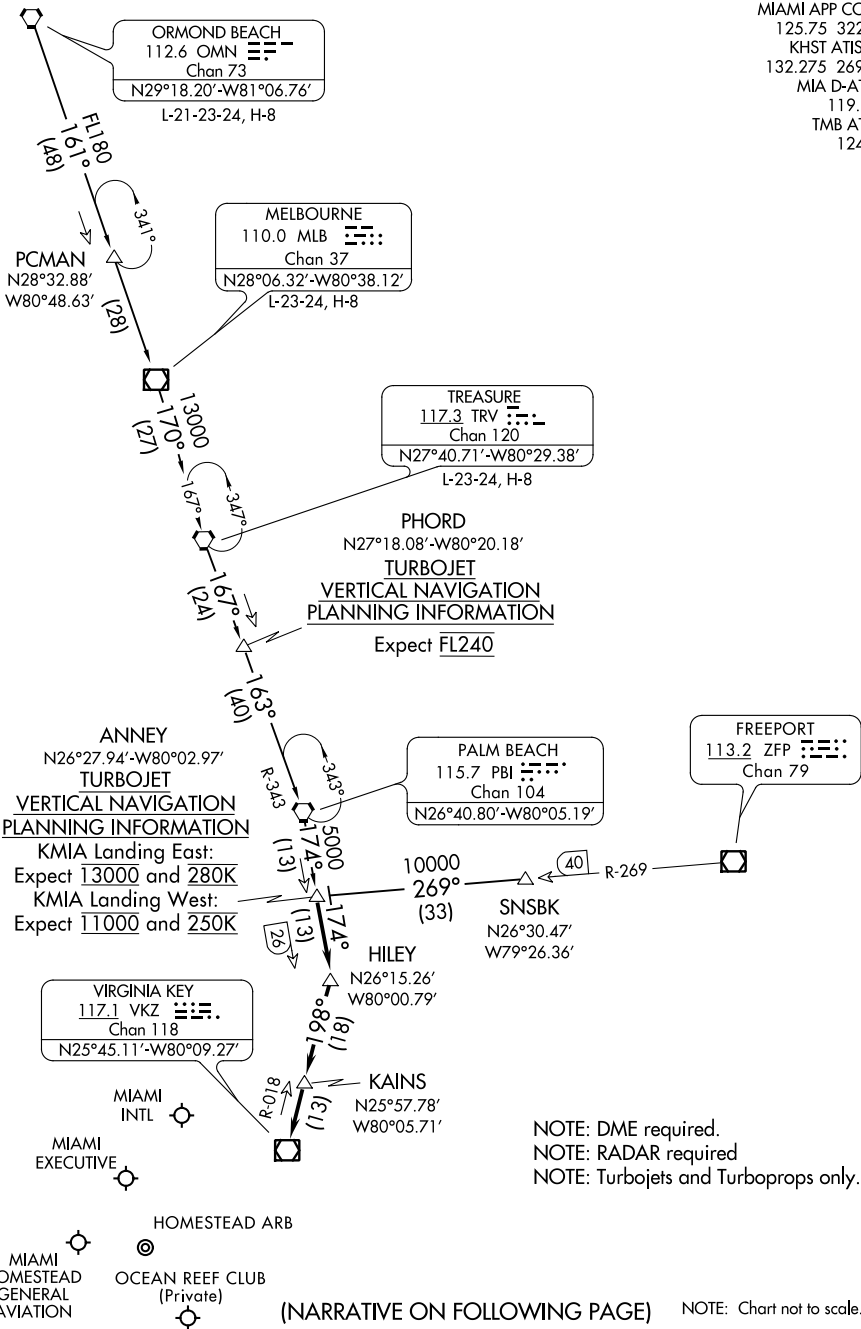 MIAMI APP CO
125.75 322
KHST ATIS
132.275 269
MIA D-AT
119.
TMB AT
124
ORMOND BEACH
112.6 OMN
Chan 73
N29°18.20′-W81°06.76′
L-21-23-24, H-8
FL180
161°
(48)
341°
PCMAN
N28°32.88′
W80°48.63′
(28)
MELBOURNE
110.0 MLB
Chan 37
N28°06.32′-W80°38.12′
L-23-24, H-8
13000
170°
(27)
TREASURE
117.3 TRV
Chan 120
N27°40.71′-W80°29.38′
L-23-24, H-8
167°
347°
167°
(24)
PHORD
N27°18.08′-W80°20.18′
TURBOJET
VERTICAL NAVIGATION
PLANNING INFORMATION
Expect FL240
163°
(40)
ANNEY
N26°27.94′-W80°02.97′
TURBOJET
VERTICAL NAVIGATION
PLANNING INFORMATION
KMIA Landing East:
Expect 13000 and 280K
KMIA Landing West:
Expect 11000 and 250K
R-343
343°
PALM BEACH
115.7 PBI
Chan 104
N26°40.80′-W80°05.19′
FREEPORT
113.2 ZFP
Chan 79
5000
174°
(13)
10000
269°
(33)
40
R-269
SNSBK
N26°30.47′
W79°26.36′
174°
(13)
26
HILEY
N26°15.26′
W80°00.79′
198°
(18)
VIRGINIA KEY
117.1 VKZ
Chan 118
N25°45.11′-W80°09.27′
R-018
KAINS
N25°57.78′
W80°05.71′
(13)
MIAMI
INTL
MIAMI
EXECUTIVE
NOTE: DME required.
NOTE: RADAR required
NOTE: Turbojets and Turboprops only.
HOMESTEAD ARB
MIAMI
OMESTEAD
GENERAL
AVIATION
OCEAN REEF CLUB
(Private)
(NARRATIVE ON FOLLOWING PAGE)
NOTE: Chart not to scale.